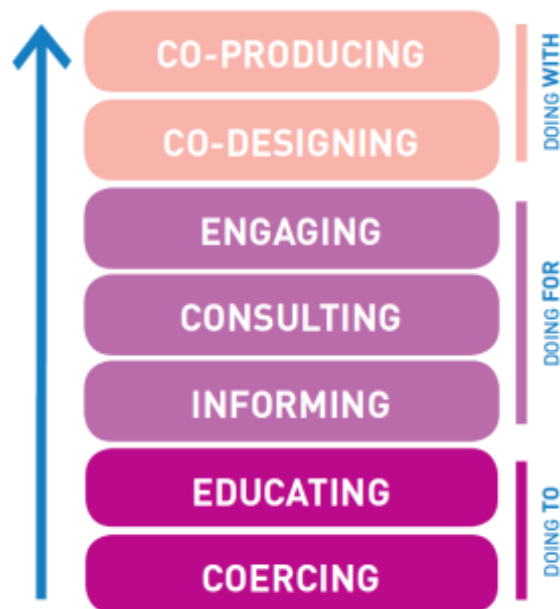 CO-PRODUCING
CO-DESIGNING
DOING WITH
ENGAGING
CONSULTING
INFORMING
DOING FOR
EDUCATING
COERCING
DOING TO